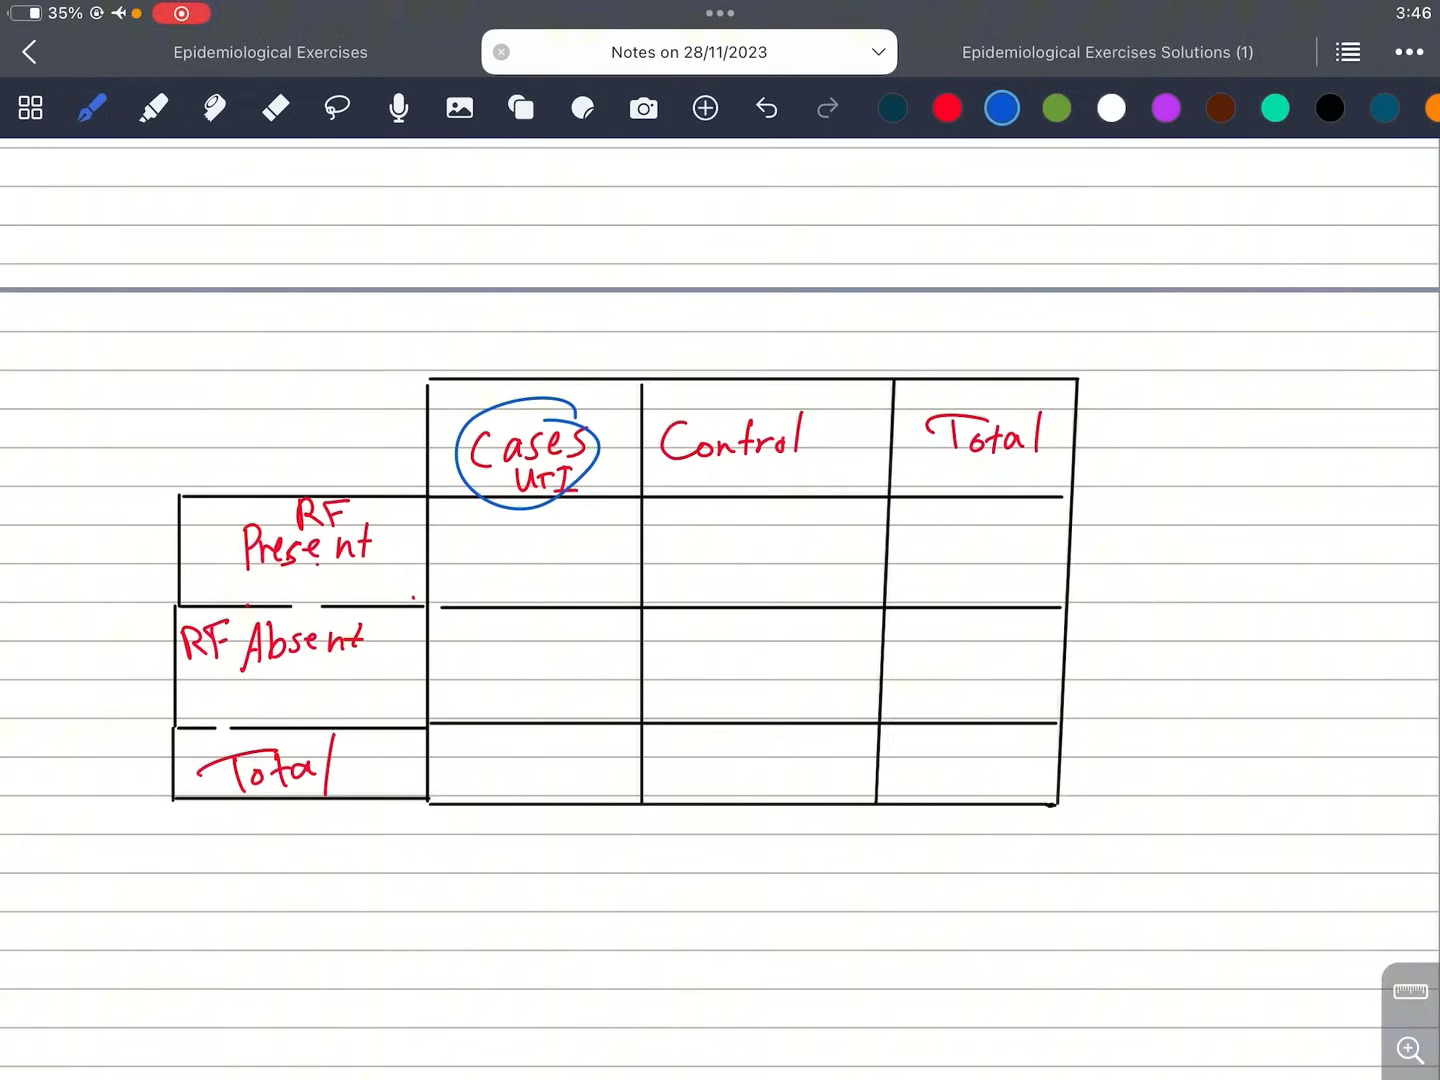 35%
3:46
Epidemiological Exercises
Notes on 28/11/2023
Epidemiological Exercises Solutions (1)
Cases
UTI
Control
Total
RF
Present
RF Absent
Total